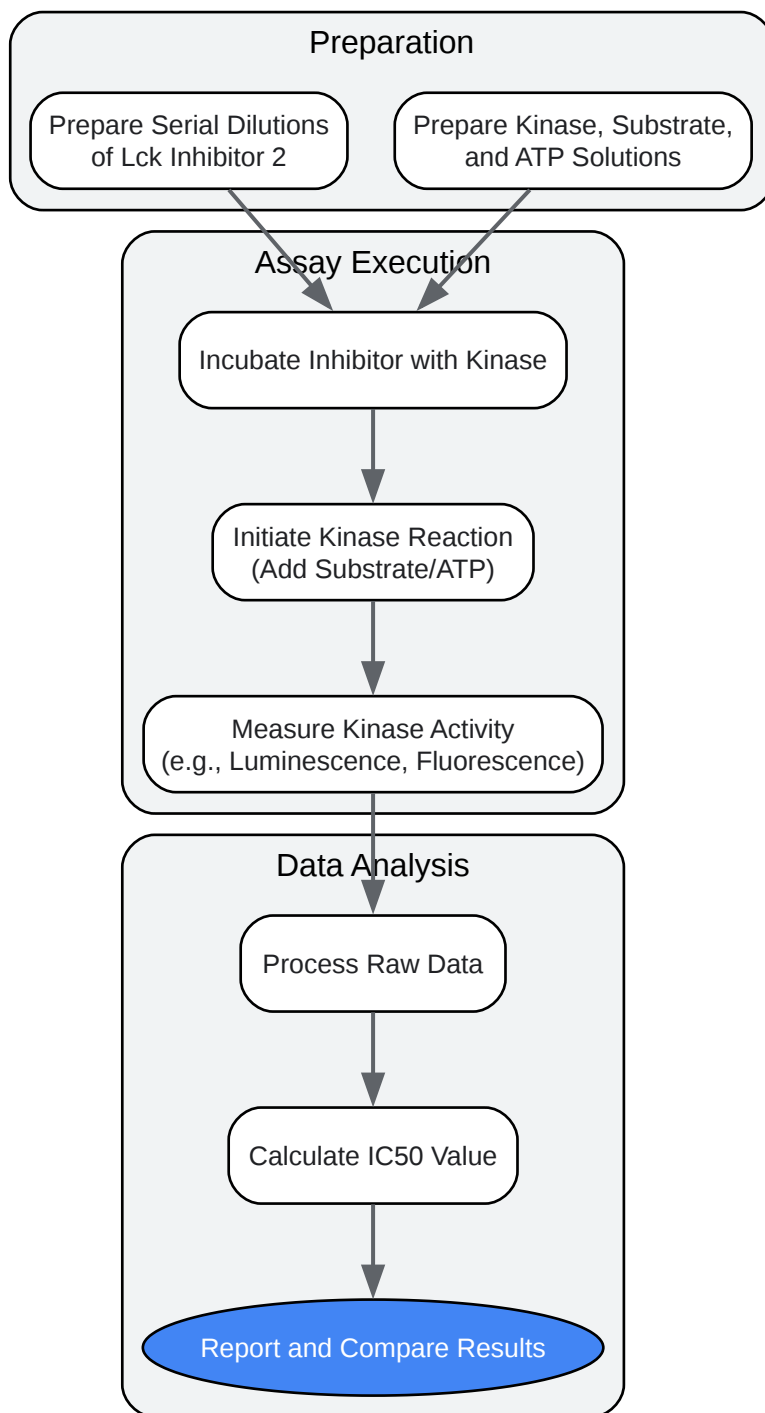 Preparation
Prepare Serial Dilutions
of Lck Inhibitor 2
Prepare Kinase, Substrate,
and ATP Solutions
Assay Execution
Incubate Inhibitor with Kinase
Initiate Kinase Reaction
(Add Substrate/ATP)
Measure Kinase Activity
(e.g., Luminescence, Fluorescence)
Data Analysis
Process Raw Data
Calculate IC50 Value
Report and Compare Results